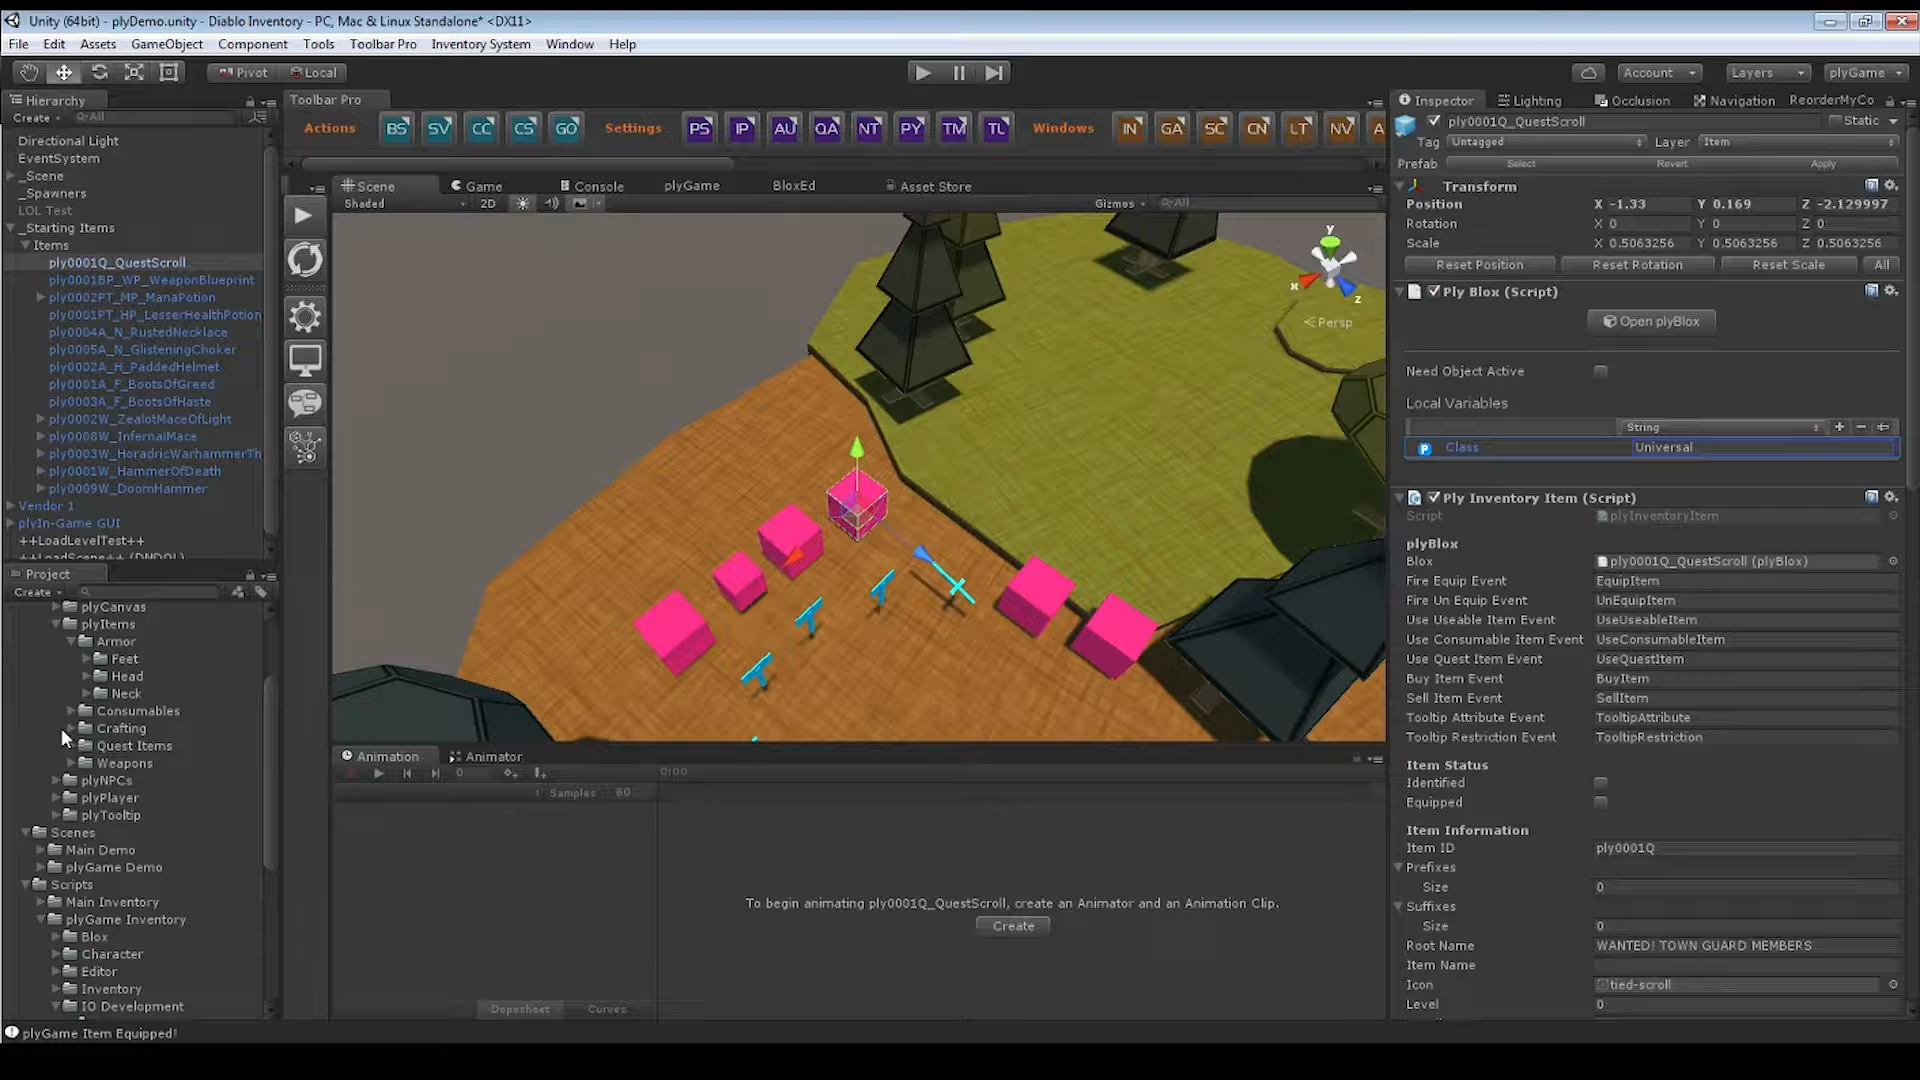 Unity (64bit) - plyDemo.unity - Diablo Inventory - PC, Mac & Linux Standalone* <DX11>
File Edit Assets GameObject Component Tools Toolbar Pro Inventory System Window Help
Pivot Local Account Layers plyGame
Hierarchy
Create All
Directional Light
EventSystem
_Scene
_Spawners
LOL Test
_Starting Items
Items
ply0001Q_QuestScroll
ply0001BP_WP_WeaponBlueprint
ply0002PT_MP_ManaPotion
ply0001PT_HP_LesserHealthPotion
ply0004A_N_RustedNecklace
ply0005A_N_GlisteningChoker
ply0002A_H_PaddedHelmet
ply0001A_F_BootsOfGreed
ply0003A_F_BootsOfHaste
ply0002W_ZealotMaceOfLight
ply0008W_InfernalMace
ply0003W_HoradricWarhammerTh
ply0001W_HammerOfDeath
ply0009W_DoomHammer
Vendor 1
plyIn-Game GUI
++LoadLevelTest++
++LoadScene++ (DNDOL)
Project
Create
plyCanvas
plyItems
Armor
Feet
Head
Neck
Consumables
Crafting
Quest Items
Weapons
plyNPCs
plyPlayer
plyTooltip
Scenes
Main Demo
plyGame Demo
Scripts
Main Inventory
plyGame Inventory
Blox
Character
Editor
Inventory
IO Development
plyGame Item Equipped!
Toolbar Pro
Actions BS SV CC CS GO Settings PS IP AU QA NT PY TM TL Windows IN GA SC CN LT NV A
Scene Game Console plyGame BloxEd Asset Store
Shaded 2D Gizmos All
y
x
z
Persp
Animation Animator
0 0:00
Samples 60
To begin animating ply0001Q_QuestScroll, create an Animator and an Animation Clip.
Create
Dopesheet Curves
Inspector Lighting Occlusion Navigation ReorderMyCo
ply0001Q_QuestScroll Static
Tag Untagged Layer Item
Prefab Select Revert Apply
Transform
Position X -1.33 Y 0.169 Z -2.129997
Rotation X 0 Y 0 Z 0
Scale X 0.5063256 Y 0.5063256 Z 0.5063256
Reset Position Reset Rotation Reset Scale All
Ply Blox (Script)
Open plyBlox
Need Object Active
Local Variables
String
P Class Universal
Ply Inventory Item (Script)
Script plyInventoryItem
plyBlox
Blox ply0001Q_QuestScroll (plyBlox)
Fire Equip Event EquipItem
Fire Un Equip Event UnEquipItem
Use Useable Item Event UseUseableItem
Use Consumable Item Event UseConsumableItem
Use Quest Item Event UseQuestItem
Buy Item Event BuyItem
Sell Item Event SellItem
Tooltip Attribute Event TooltipAttribute
Tooltip Restriction Event TooltipRestriction
Item Status
Identified
Equipped
Item Information
Item ID ply0001Q
Prefixes
Size 0
Suffixes
Size 0
Root Name WANTED! TOWN GUARD MEMBERS
Item Name
Icon tied-scroll
Level 0